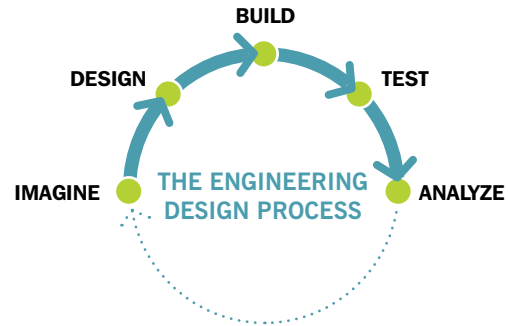 BUILD
DESIGN
TEST
IMAGINE
THE ENGINEERING
DESIGN PROCESS
ANALYZE